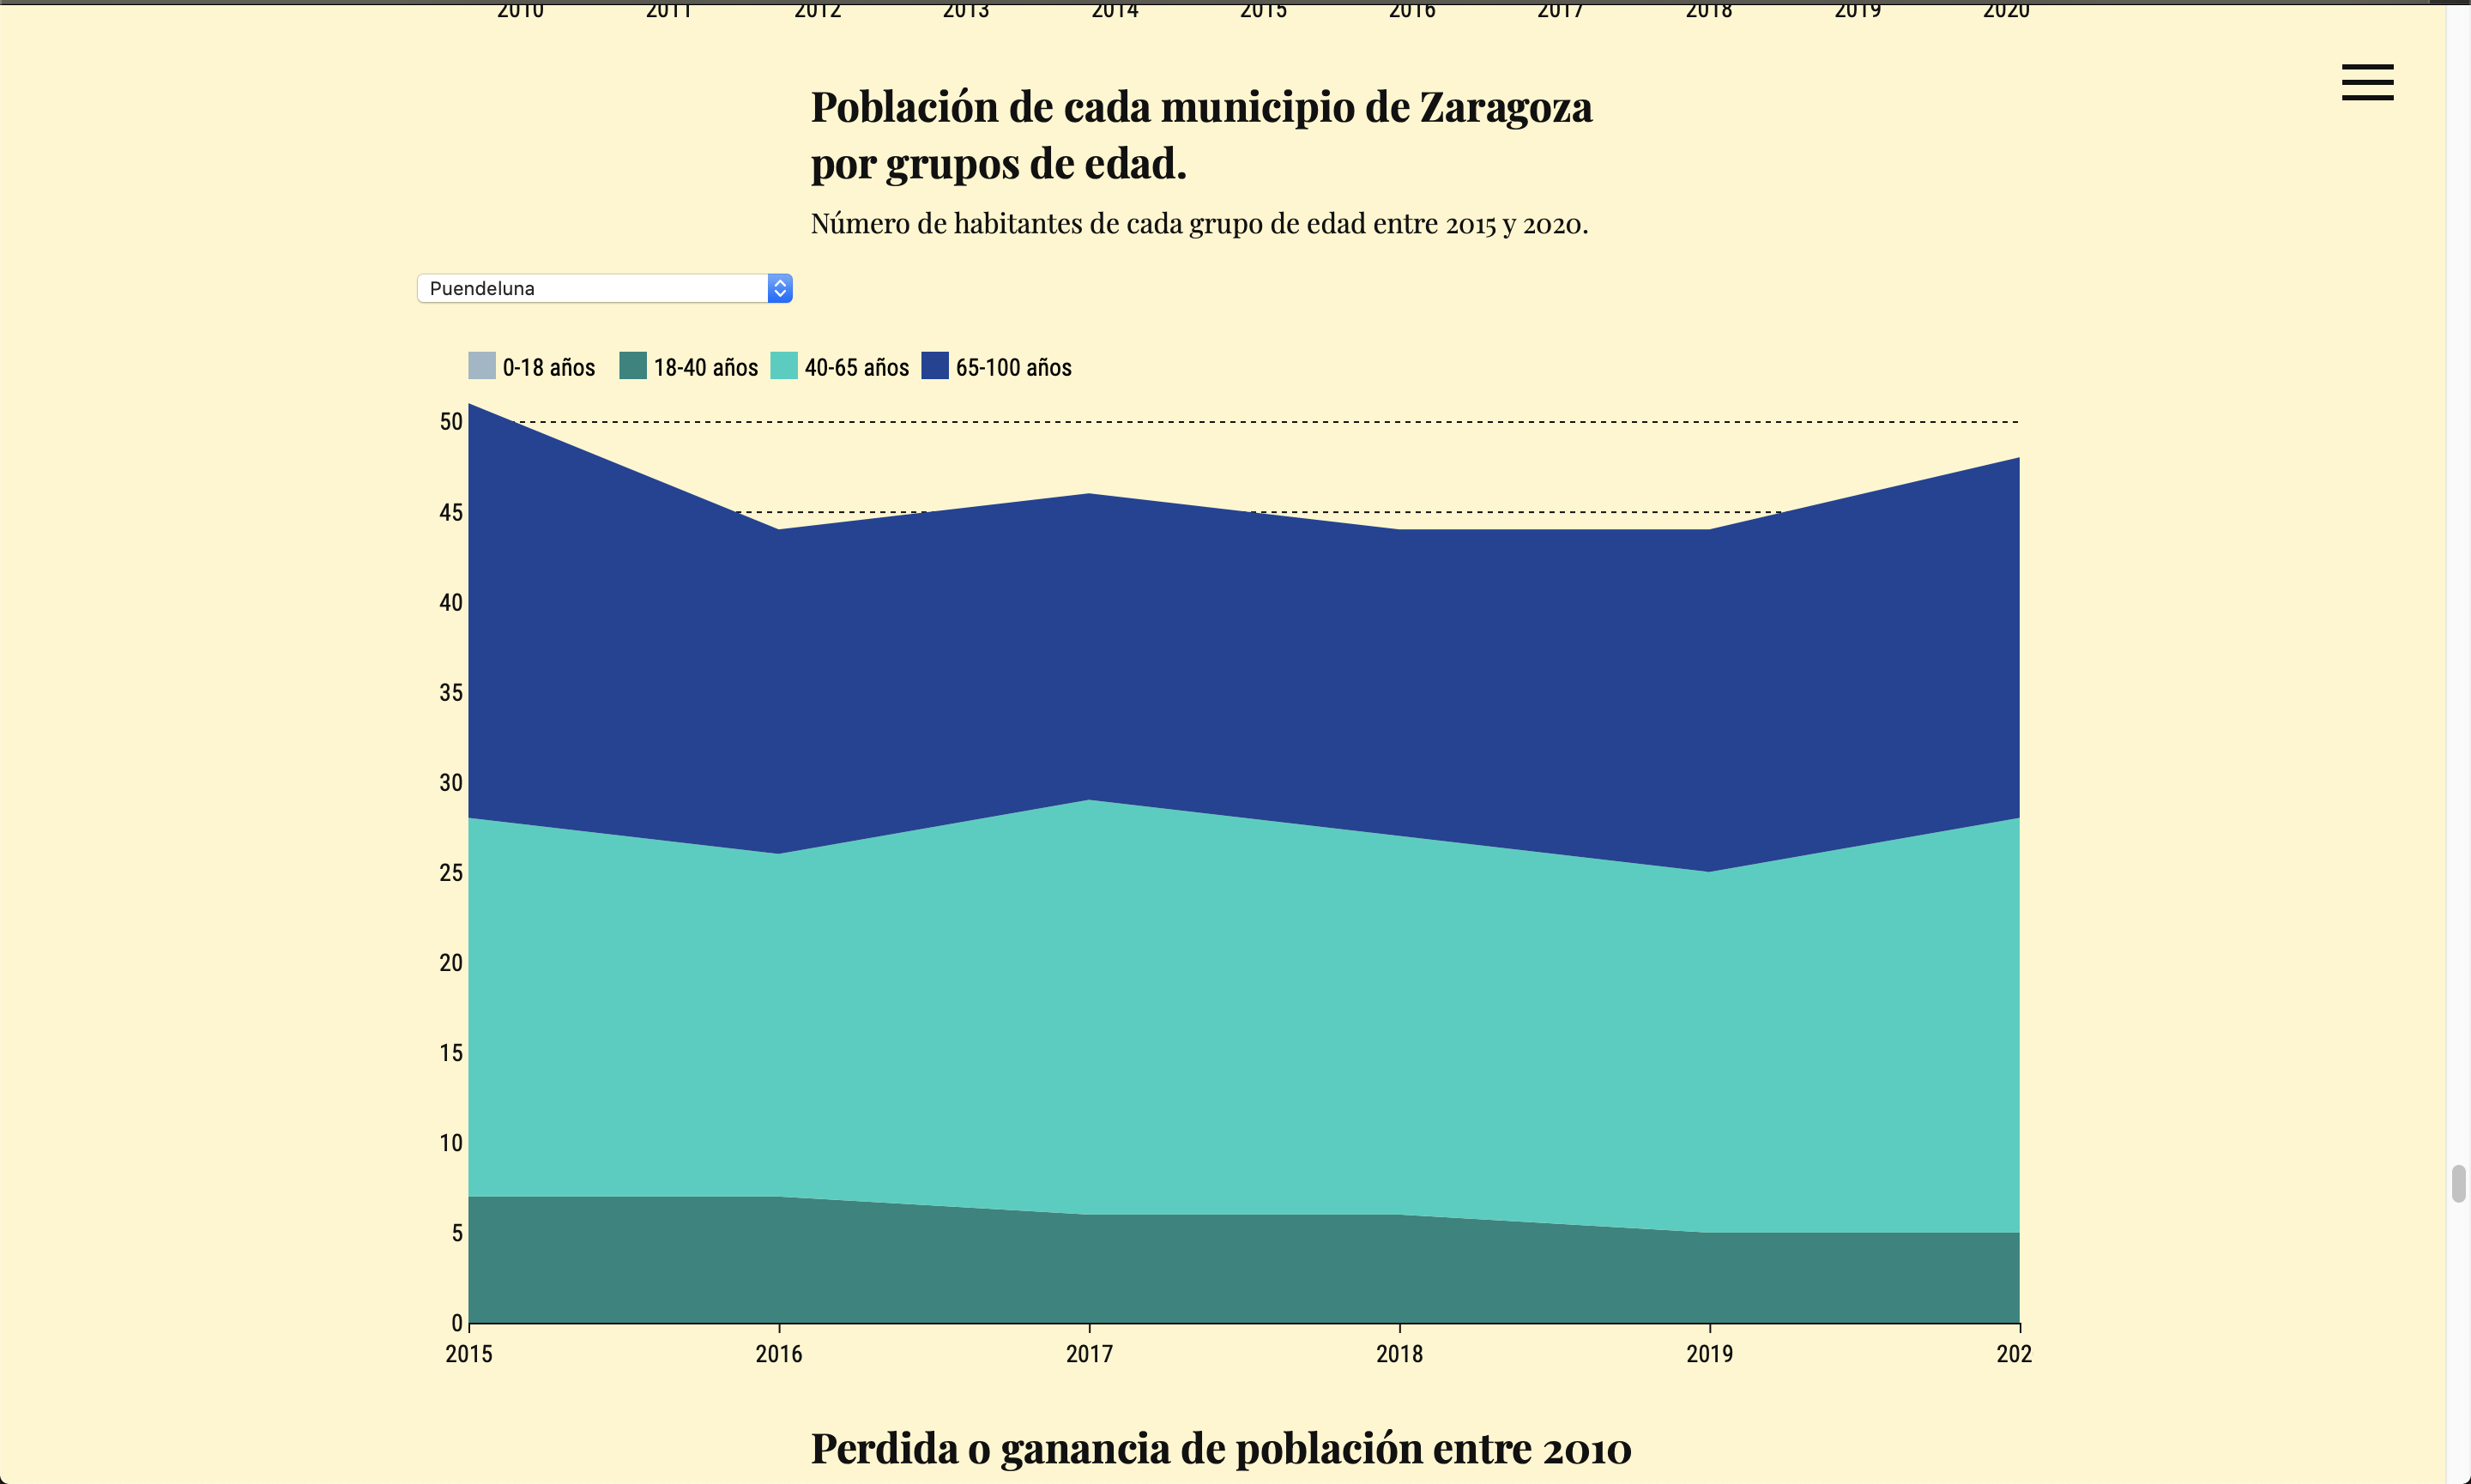 2010 2011 2012 2013 2014 2015 2016 2017 2018 2019 2020
Población de cada municipio de Zaragoza
por grupos de edad.
Número de habitantes de cada grupo de edad entre 2015 y 2020.
Puendeluna
0-18 años 18-40 años 40-65 años 65-100 años
50
45
40
35
30
25
20
15
10
5
0
2015 2016 2017 2018 2019 202
Perdida o ganancia de población entre 2010